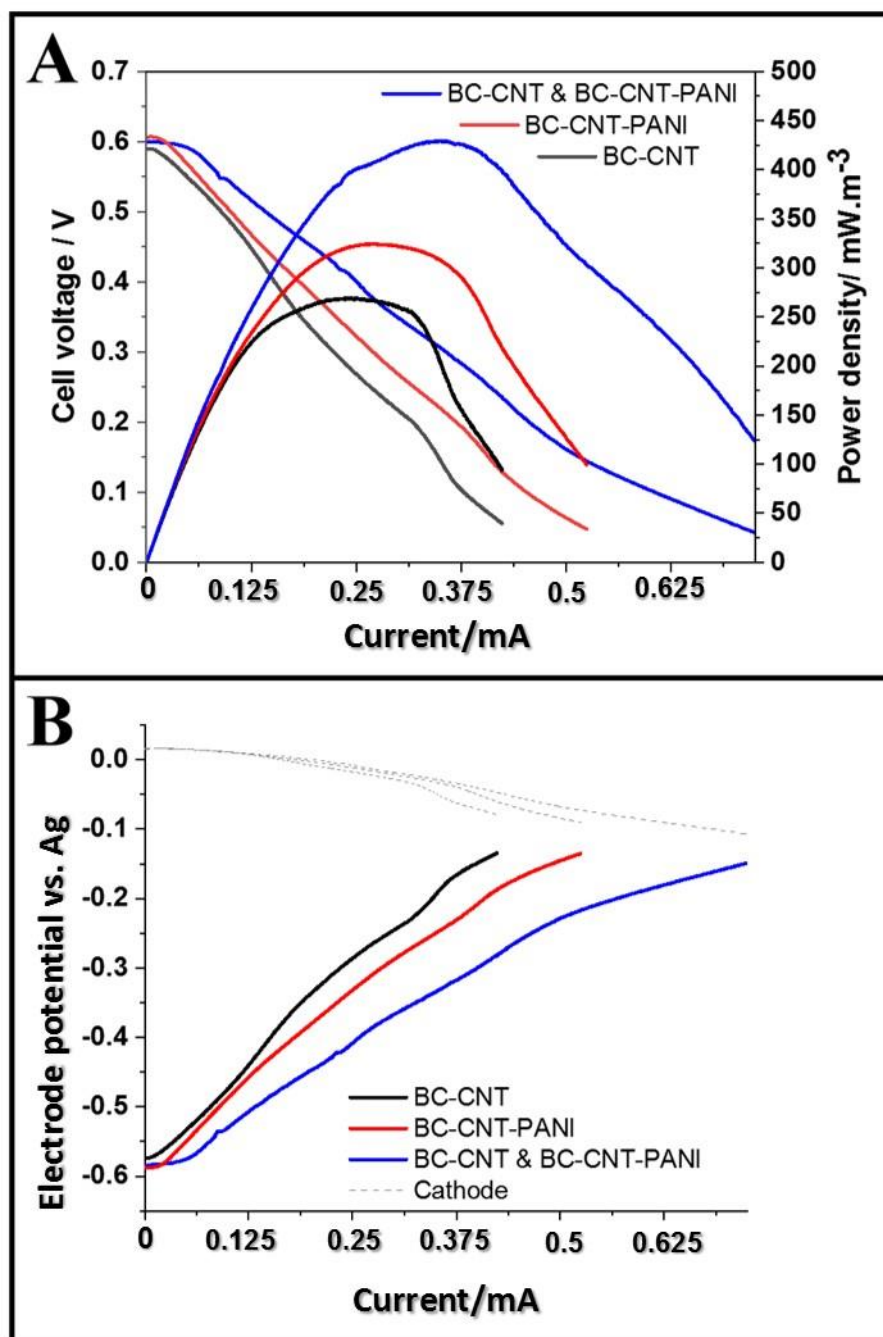 A
BC-CNT & BC-CNT-PANI
BC-CNT-PANI
BC-CNT
Cell voltage / V
0.7
0.6
0.5
0.4
0.3
0.2
0.1
0.0
500
450
400
350
300
250
200
150
100
50
0
Power density/ mW.m-3
0 0.125 0.25 0.375 0.5 0.625
Current/mA
B
Electrode potential vs. Ag
0.0
-0.1
-0.2
-0.3
-0.4
-0.5
-0.6
BC-CNT
BC-CNT-PANI
BC-CNT & BC-CNT-PANI
Cathode
0 0.125 0.25 0.375 0.5 0.625
Current/mA